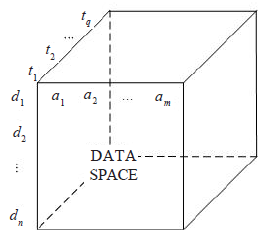 t_q
...
t_2
t_1
d_1 a_1 a_2 ... a_m
d_2
⋮
d_n
DATA
SPACE